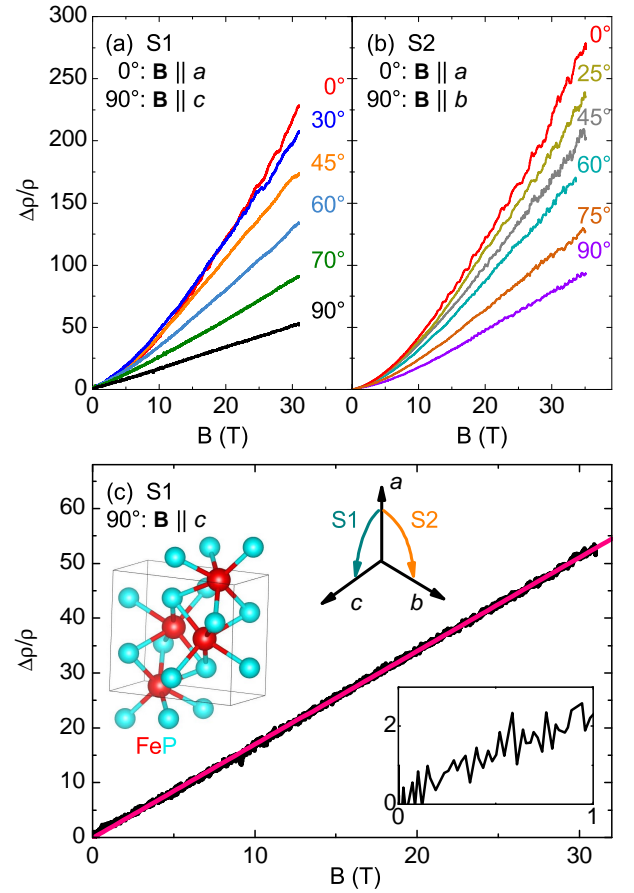 (a) S1
0°: B || a
90°: B || c
0°
30°
45°
60°
70°
90°
300
250
200
150
100
50
0
Δρ/ρ
0
10
20
30
B (T)
(b) S2
0°: B || a
90°: B || b
0°
25°
45°
60°
75°
90°
0
10
20
30
B (T)
(c) S1
90°: B || c
a
S1
S2
c
b
FeP
60
50
40
30
20
10
0
Δρ/ρ
2
0
0
1
0
10
20
30
B (T)